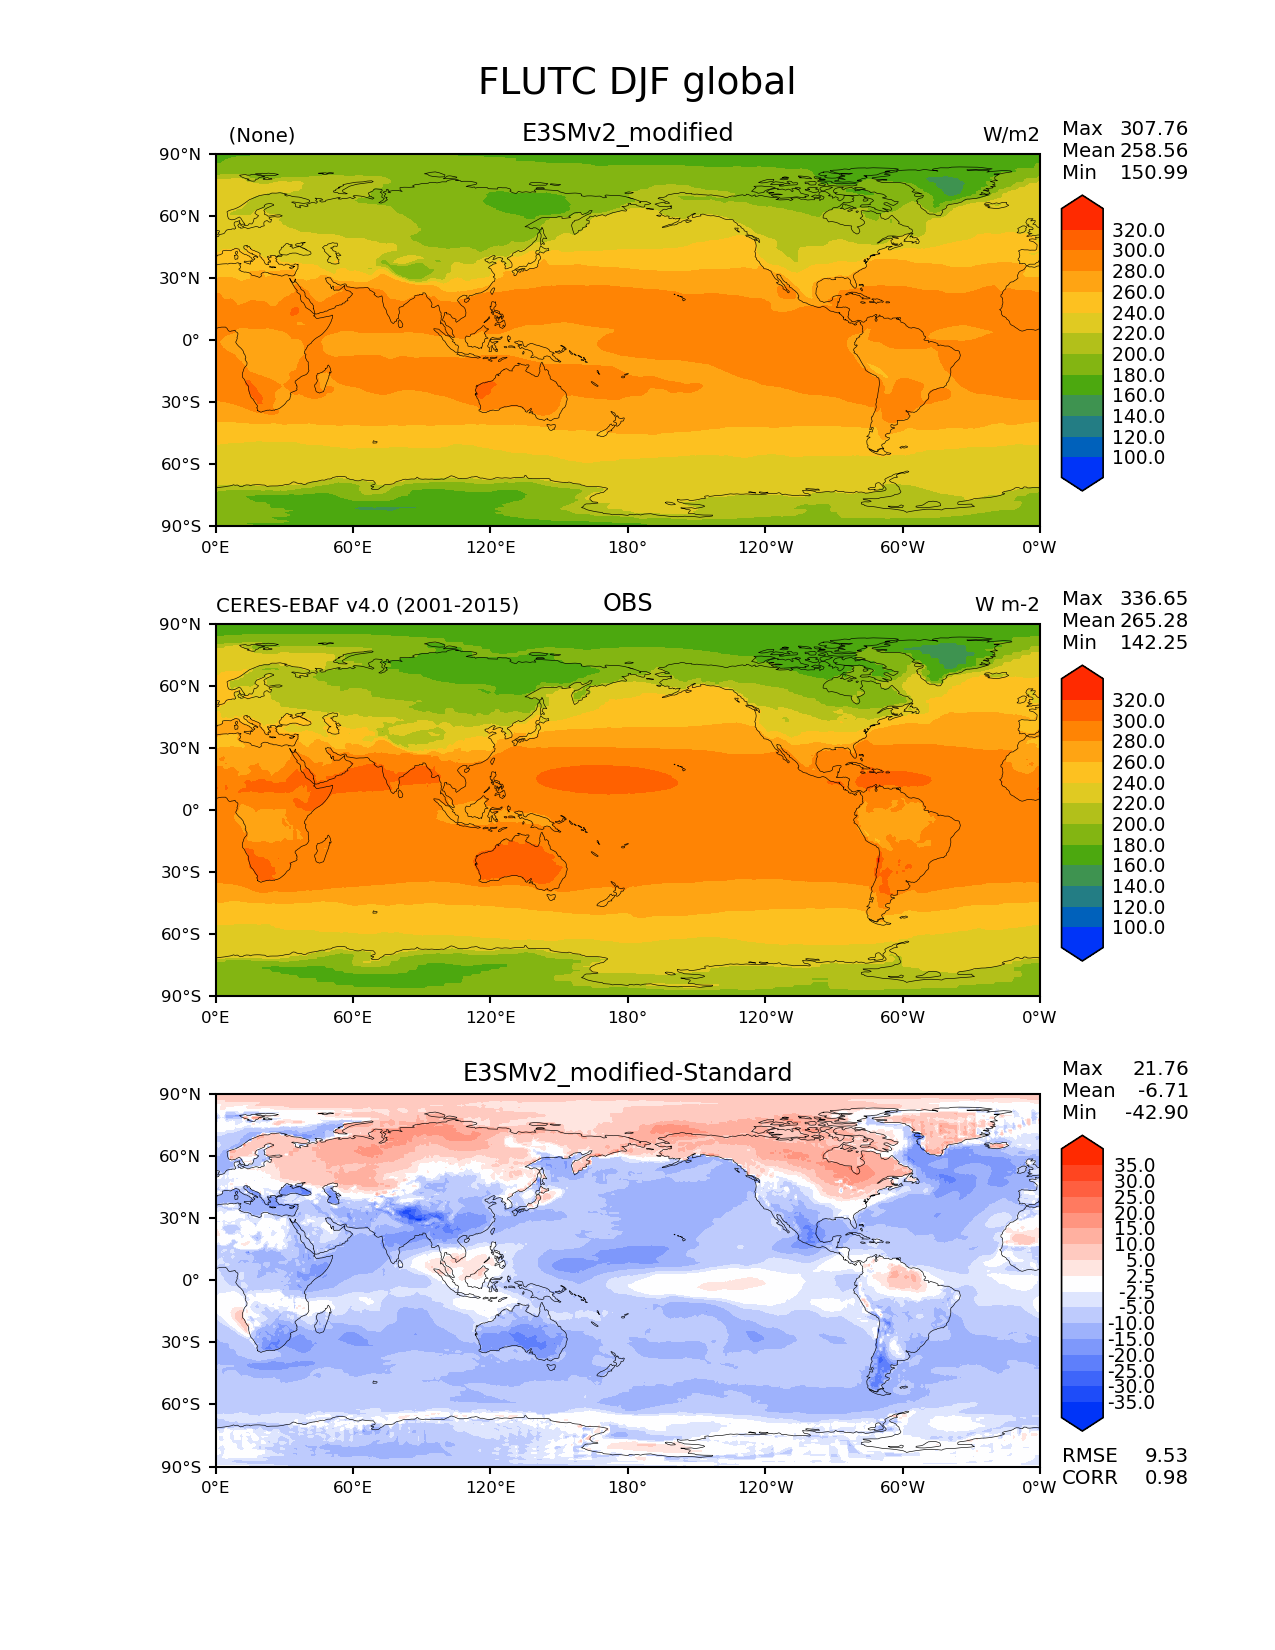 FLUTC DJF global
(None) E3SMv2_modified W/m2
Max 307.76
Mean 258.56
Min 150.99
90°N
60°N
30°N
0°
30°S
60°S
90°S
0°E 60°E 120°E 180° 120°W 60°W 0°W
320.0
300.0
280.0
260.0
240.0
220.0
200.0
180.0
160.0
140.0
120.0
100.0
CERES-EBAF v4.0 (2001-2015) OBS W m-2
Max 336.65
Mean 265.28
Min 142.25
90°N
60°N
30°N
0°
30°S
60°S
90°S
0°E 60°E 120°E 180° 120°W 60°W 0°W
320.0
300.0
280.0
260.0
240.0
220.0
200.0
180.0
160.0
140.0
120.0
100.0
E3SMv2_modified-Standard
Max 21.76
Mean -6.71
Min -42.90
90°N
60°N
30°N
0°
30°S
60°S
90°S
0°E 60°E 120°E 180° 120°W 60°W 0°W
35.0
30.0
25.0
20.0
15.0
10.0
5.0
2.5
-2.5
-5.0
-10.0
-15.0
-20.0
-25.0
-30.0
-35.0
RMSE 9.53
CORR 0.98